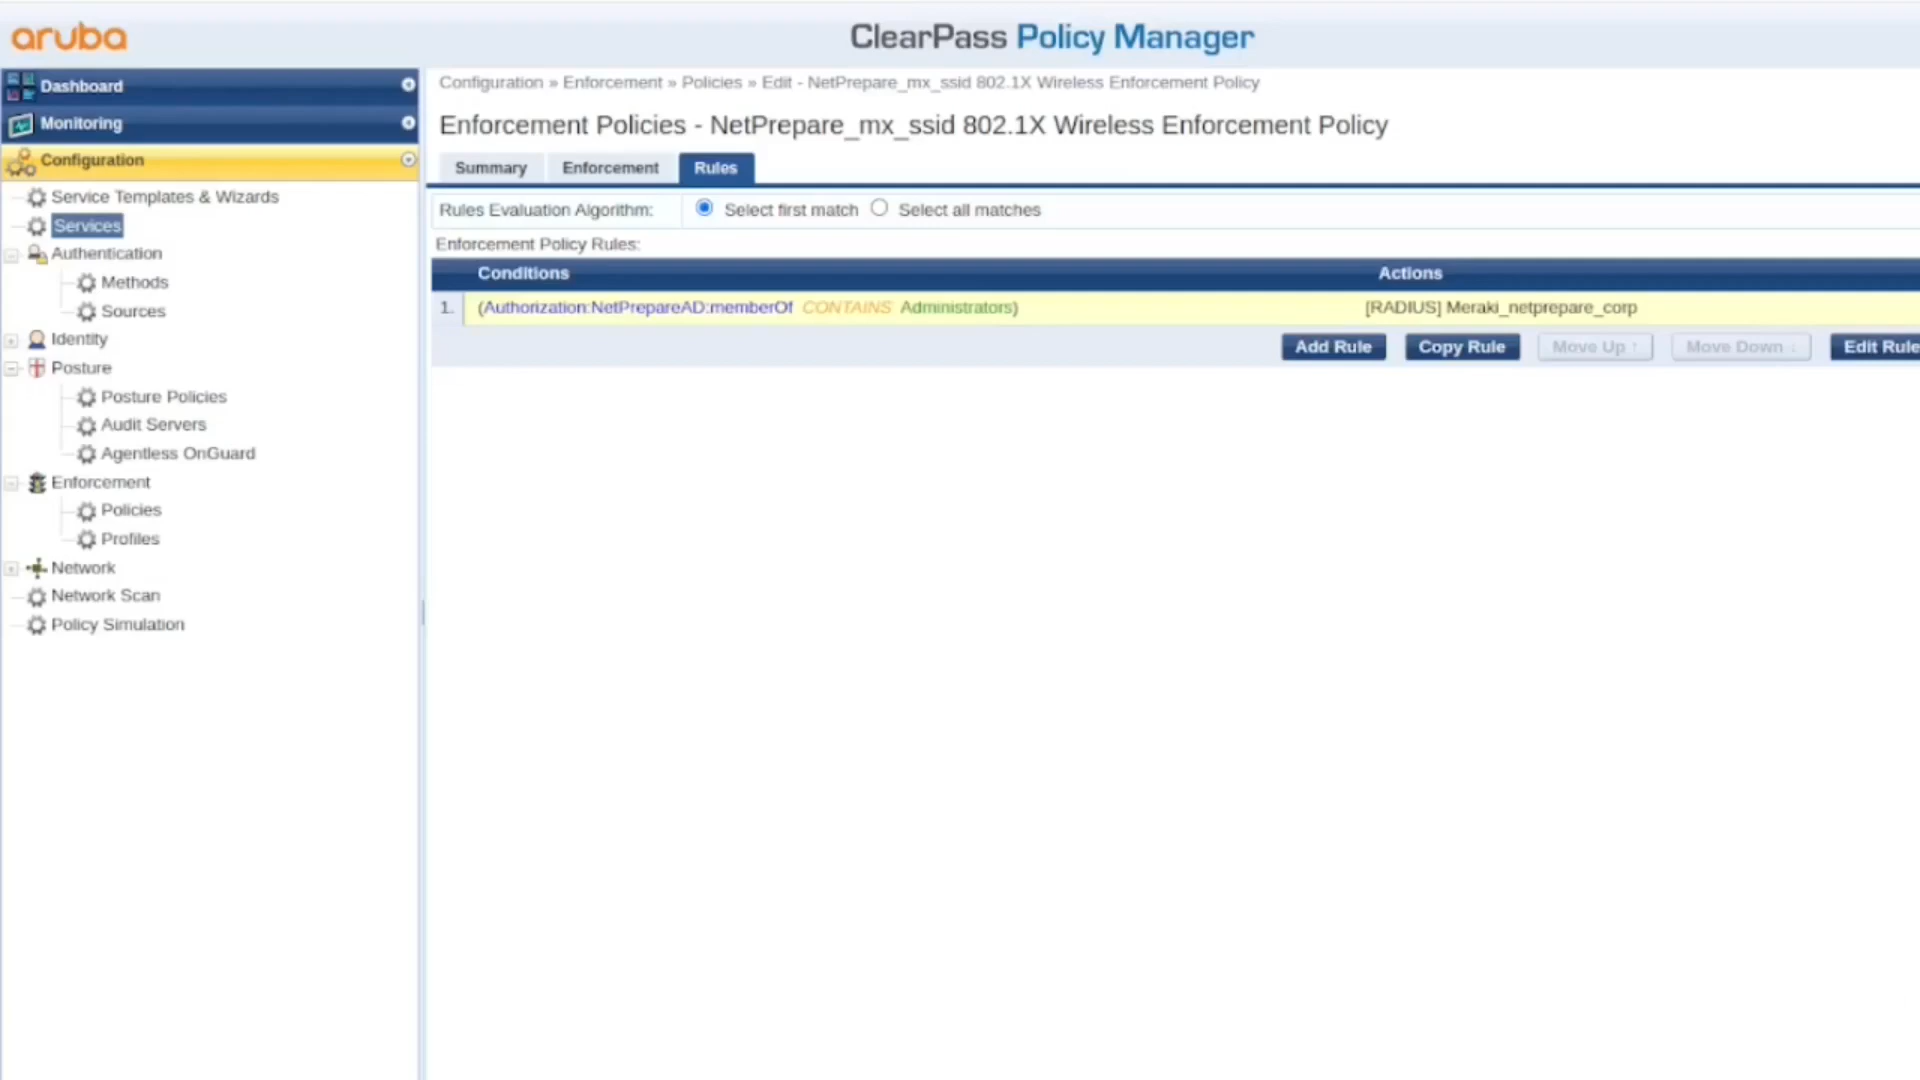 aruba
ClearPass Policy Manager
Dashboard
Monitoring
Configuration
Service Templates & Wizards
Services
Authentication
Methods
Sources
Identity
Posture
Posture Policies
Audit Servers
Agentless OnGuard
Enforcement
Policies
Profiles
Network
Network Scan
Policy Simulation
Configuration » Enforcement » Policies » Edit - NetPrepare_mx_ssid 802.1X Wireless Enforcement Policy
Enforcement Policies - NetPrepare_mx_ssid 802.1X Wireless Enforcement Policy
Summary Enforcement Rules
Rules Evaluation Algorithm: Select first match Select all matches
Enforcement Policy Rules:
Conditions Actions
1. (Authorization:NetPrepareAD:memberOf CONTAINS Administrators) [RADIUS] Meraki_netprepare_corp
Add Rule Copy Rule Move Up ↑ Move Down ↓ Edit Rule